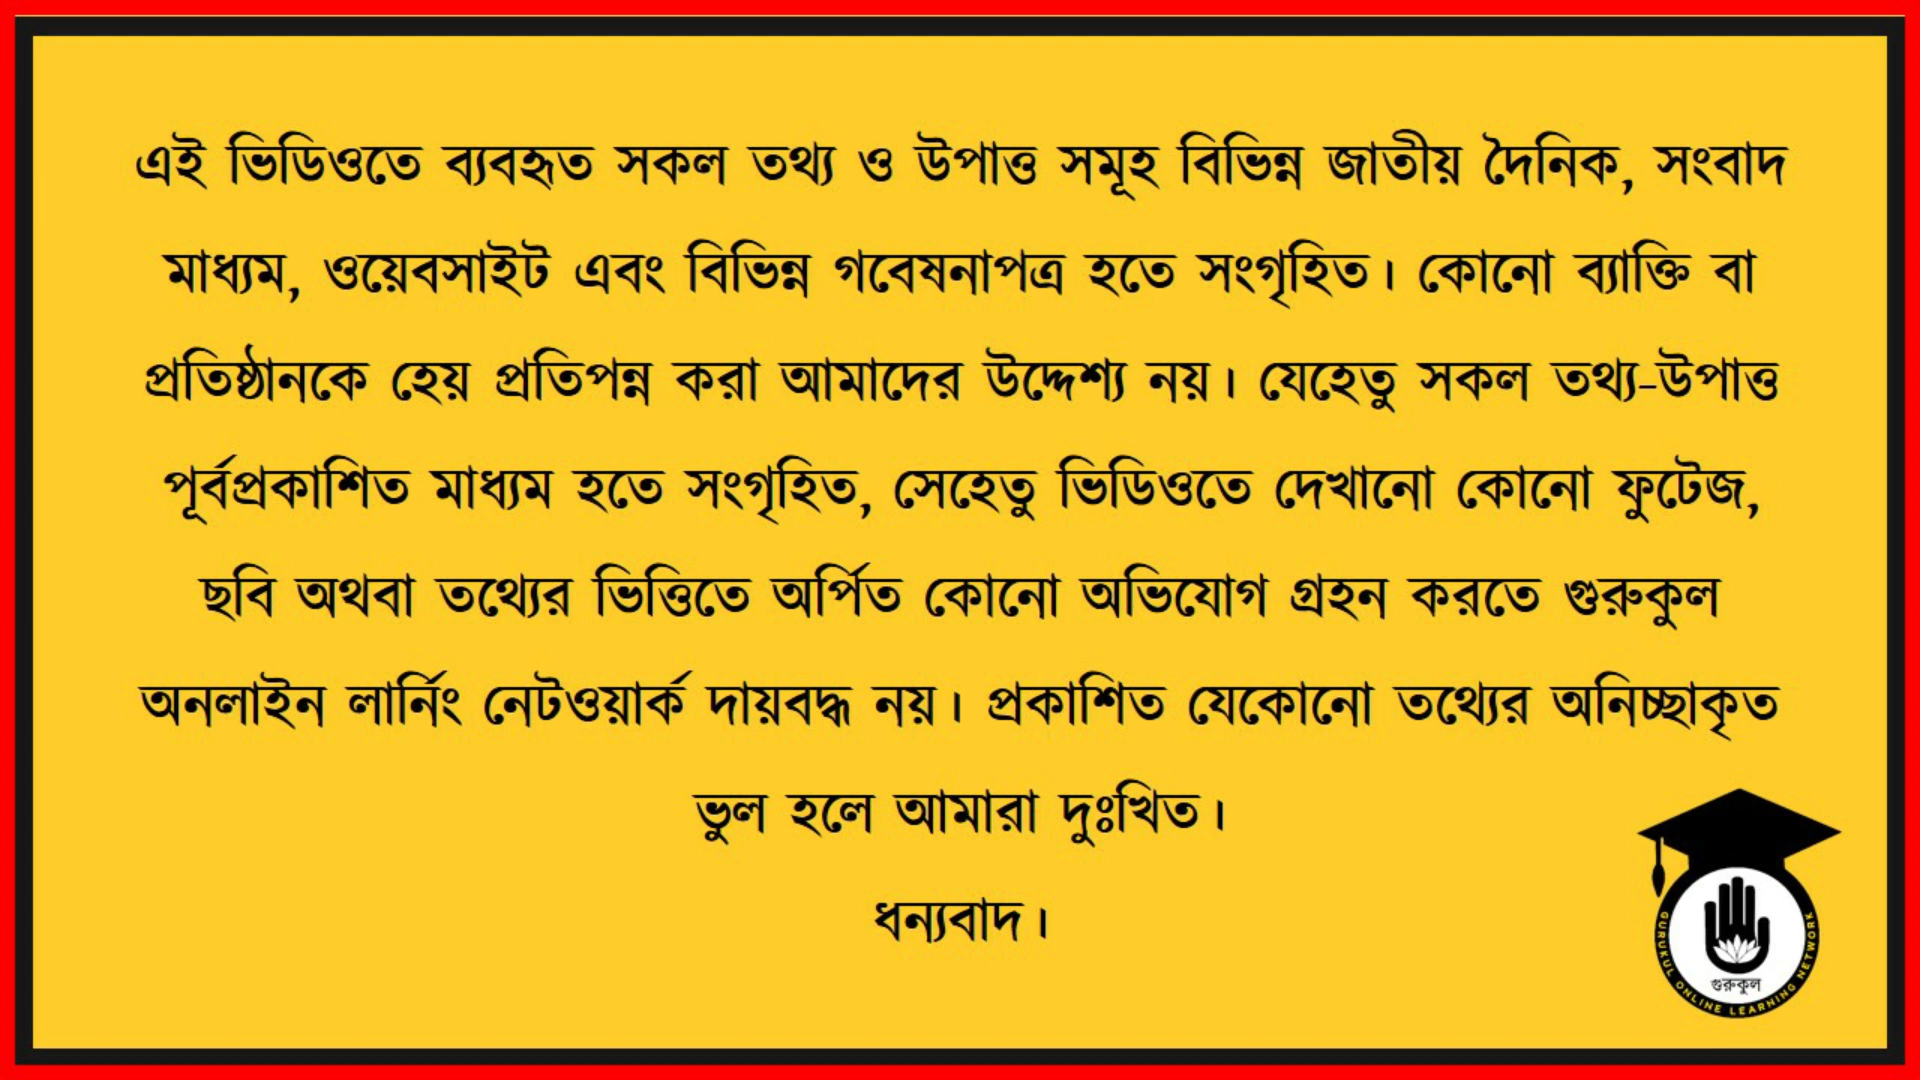 এই ভিডিওতে ব্যবহৃত সকল তথ্য ও উপাত্ত সমূহ বিভিন্ন জাতীয় দৈনিক, সংবাদ
মাধ্যম, ওয়েবসাইট এবং বিভিন্ন গবেষনাপত্র হতে সংগৃহিত। কোনো ব্যাক্তি বা
প্রতিষ্ঠানকে হেয় প্রতিপন্ন করা আমাদের উদ্দেশ্য নয়। যেহেতু সকল তথ্য-উপাত্ত
পূর্বপ্রকাশিত মাধ্যম হতে সংগৃহিত, সেহেতু ভিডিওতে দেখানো কোনো ফুটেজ,
ছবি অথবা তথ্যের ভিত্তিতে অর্পিত কোনো অভিযোগ গ্রহন করতে গুরুকুল
অনলাইন লার্নিং নেটওয়ার্ক দায়বদ্ধ নয়। প্রকাশিত যেকোনো তথ্যের অনিচ্ছাকৃত
ভুল হলে আমারা দুঃখিত।
ধন্যবাদ।
গুরুকুল
GURUKUL ONLINE LEARNING NETWORK